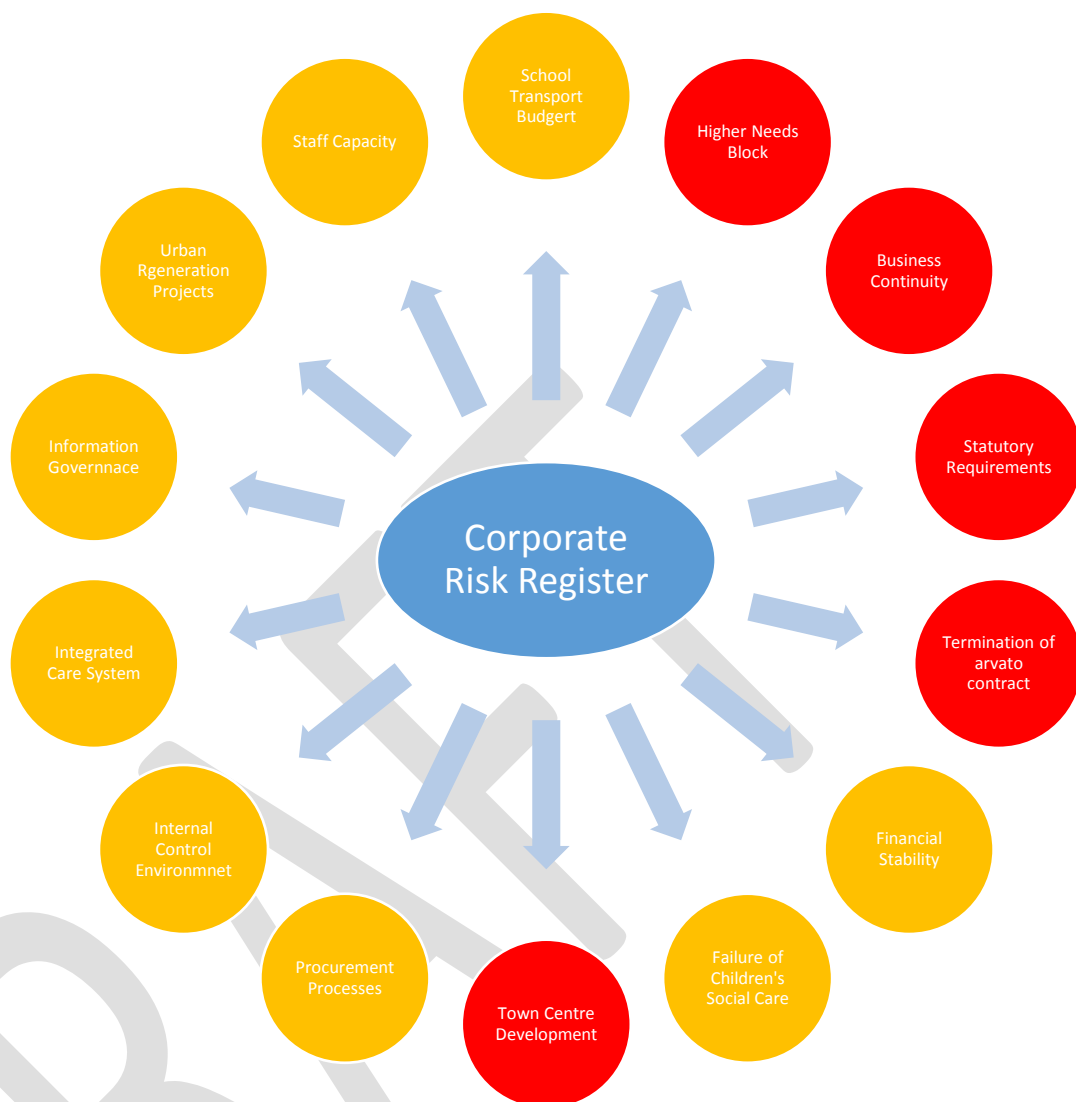 School
Transport
Budgert
Higher Needs
Block
Business
Continuity
Statutory
Requirements
Termination of
arvato
contract
Financial
Stability
Failure of
Children's
Social Care
Town Centre
Development
Procurement
Processes
Internal
Control
Environmnet
Integrated
Care System
Information
Governnace
Urban
Rgeneration
Projects
Staff Capacity
Corporate
Risk Register